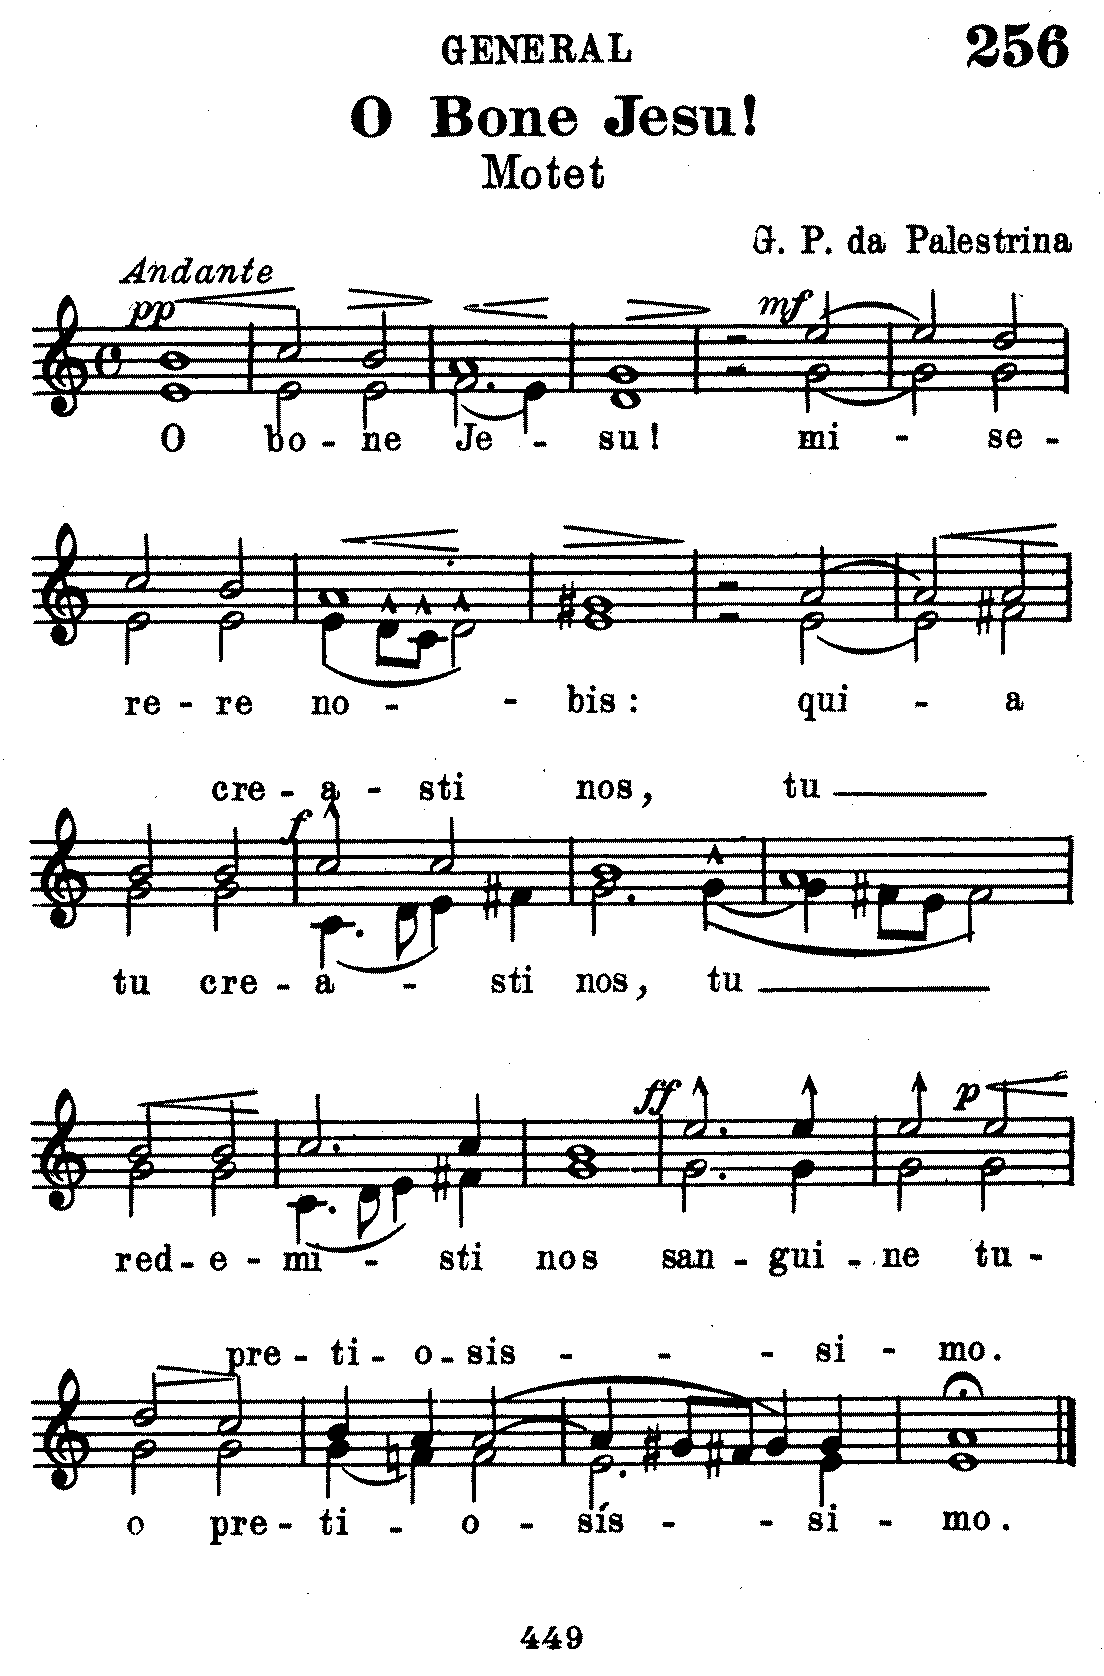 GENERAL 256
O Bone Jesu!
Motet
G. P. da Palestrina
Andante
pp mf
O bo - ne Je - su! mi - se -
re - re no - - bis: qui - a
cre - a - sti nos, tu
f
tu cre - a - sti nos, tu
ff p
red - e - mi - sti nos san - gui - ne tu -
pre - ti - o - sis - - - si - mo.
o pre - ti - o - sís - - si - mo.
449